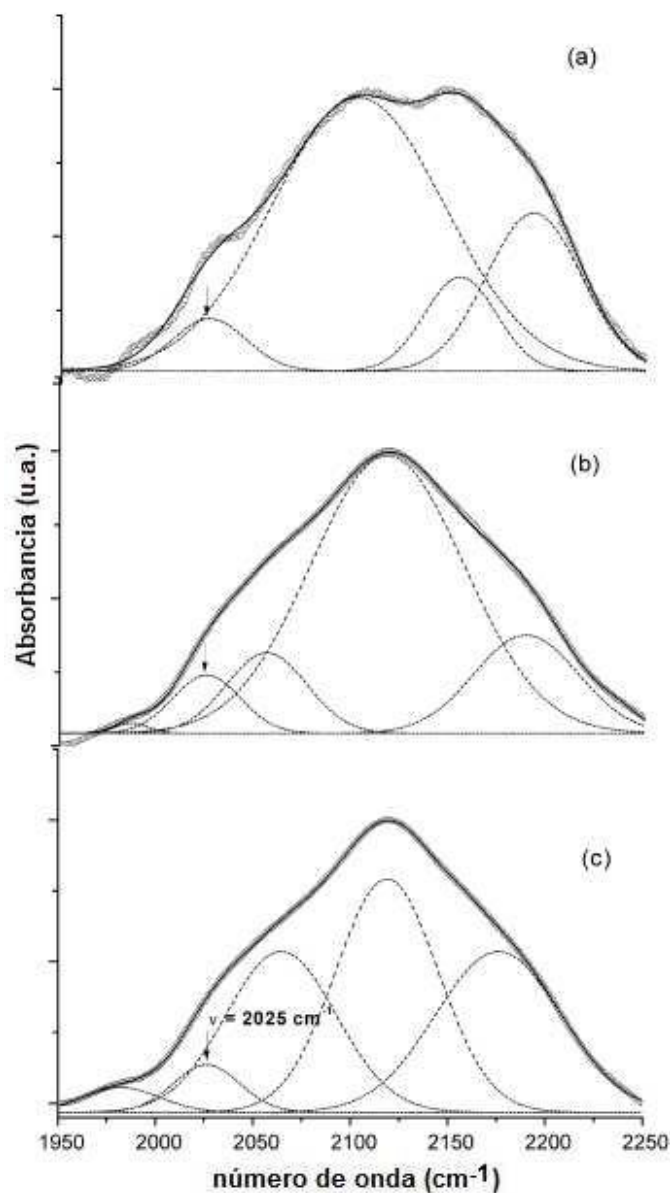 (a)
(b)
(c)
Absorbancia (u.a.)
ν = 2025 cm-1
1950 2000 2050 2100 2150 2200 2250
número de onda (cm-1)